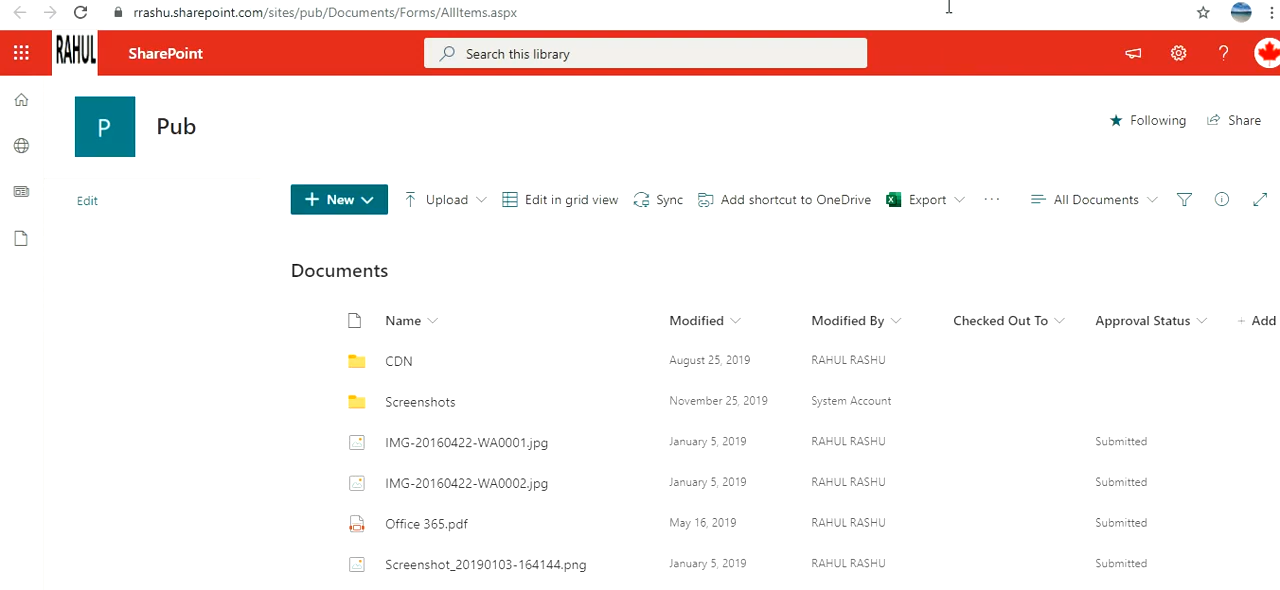 rrashu.sharepoint.com/sites/pub/Documents/Forms/AllItems.aspx
RAHUL SharePoint Search this library ?
P Pub Following Share
Edit New Upload Edit in grid view Sync Add shortcut to OneDrive Export ... All Documents
Documents
Name Modified Modified By Checked Out To Approval Status + Add
CDN August 25, 2019 RAHUL RASHU
Screenshots November 25, 2019 System Account
IMG-20160422-WA0001.jpg January 5, 2019 RAHUL RASHU Submitted
IMG-20160422-WA0002.jpg January 5, 2019 RAHUL RASHU Submitted
Office 365.pdf May 16, 2019 RAHUL RASHU Submitted
Screenshot_20190103-164144.png January 5, 2019 RAHUL RASHU Submitted